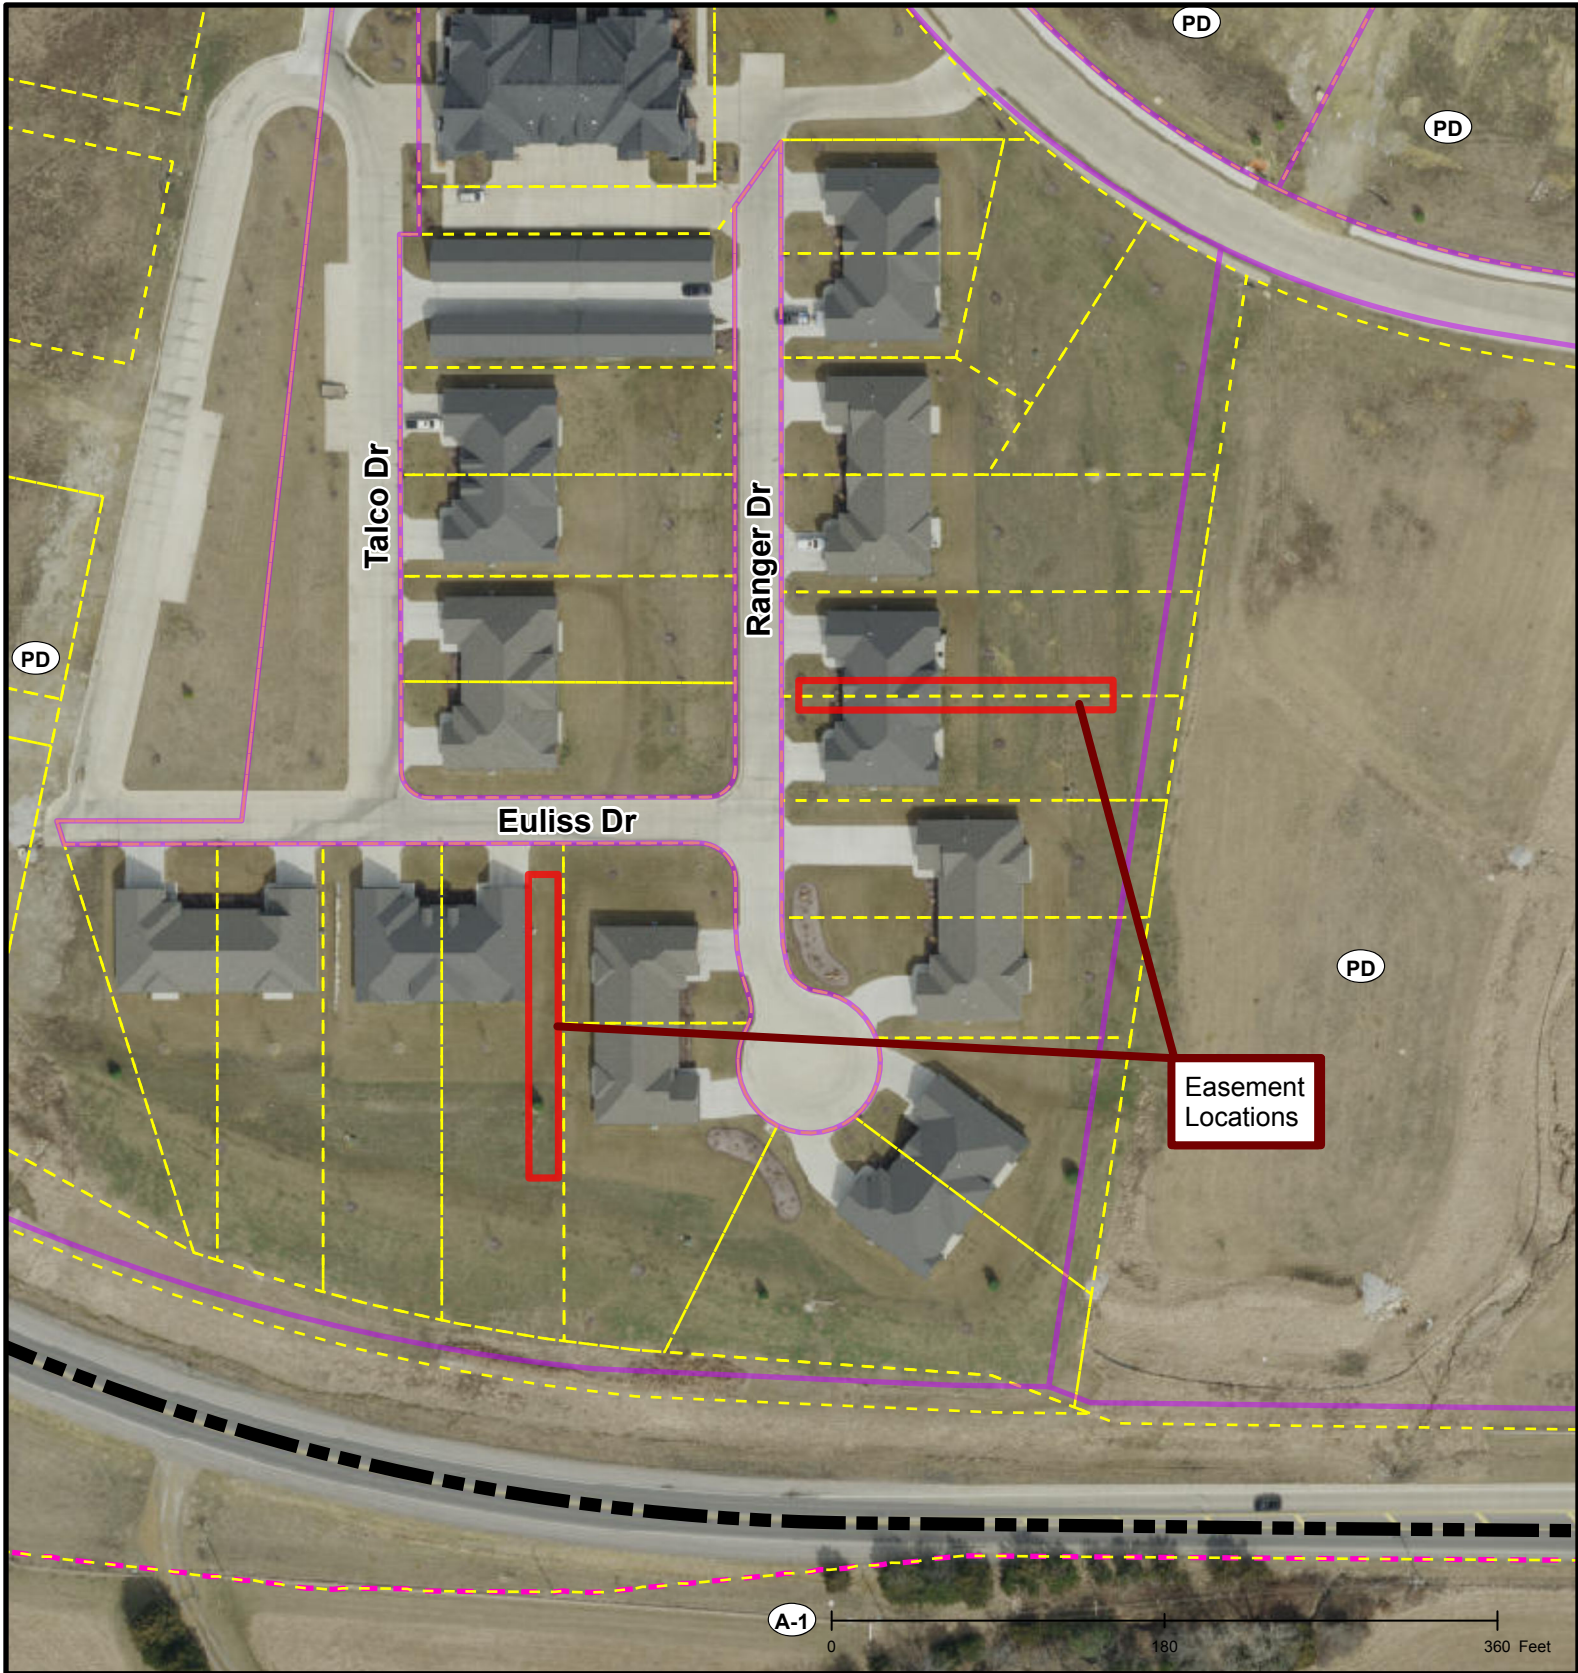 PD
PD
Talco Dr
Ranger Dr
PD
Euliss Dr
PD
Easement
Locations
A-1
0 180 360 Feet